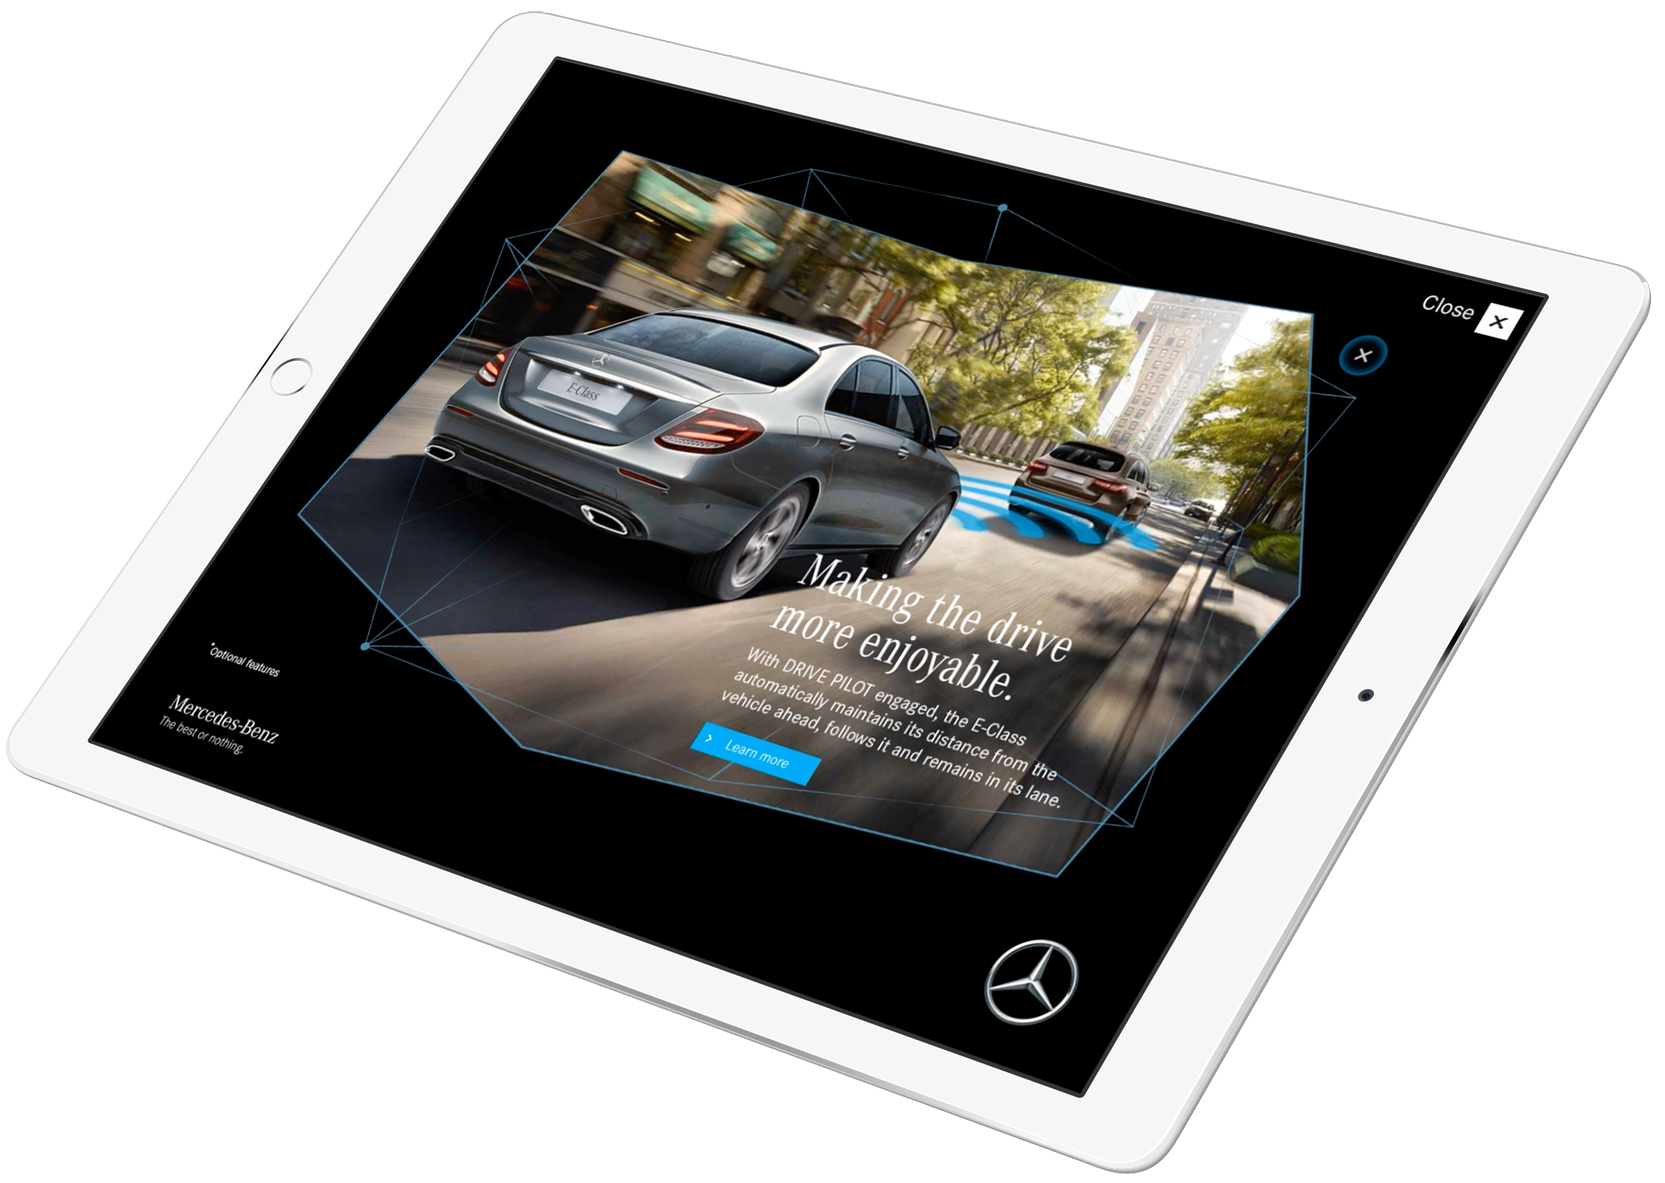 Close
E-Class
Making the drive
more enjoyable.
With DRIVE PILOT engaged, the E-Class
automatically maintains its distance from the
vehicle ahead, follows it and remains in its lane.
Learn more
*Optional features
Mercedes-Benz
The best or nothing.